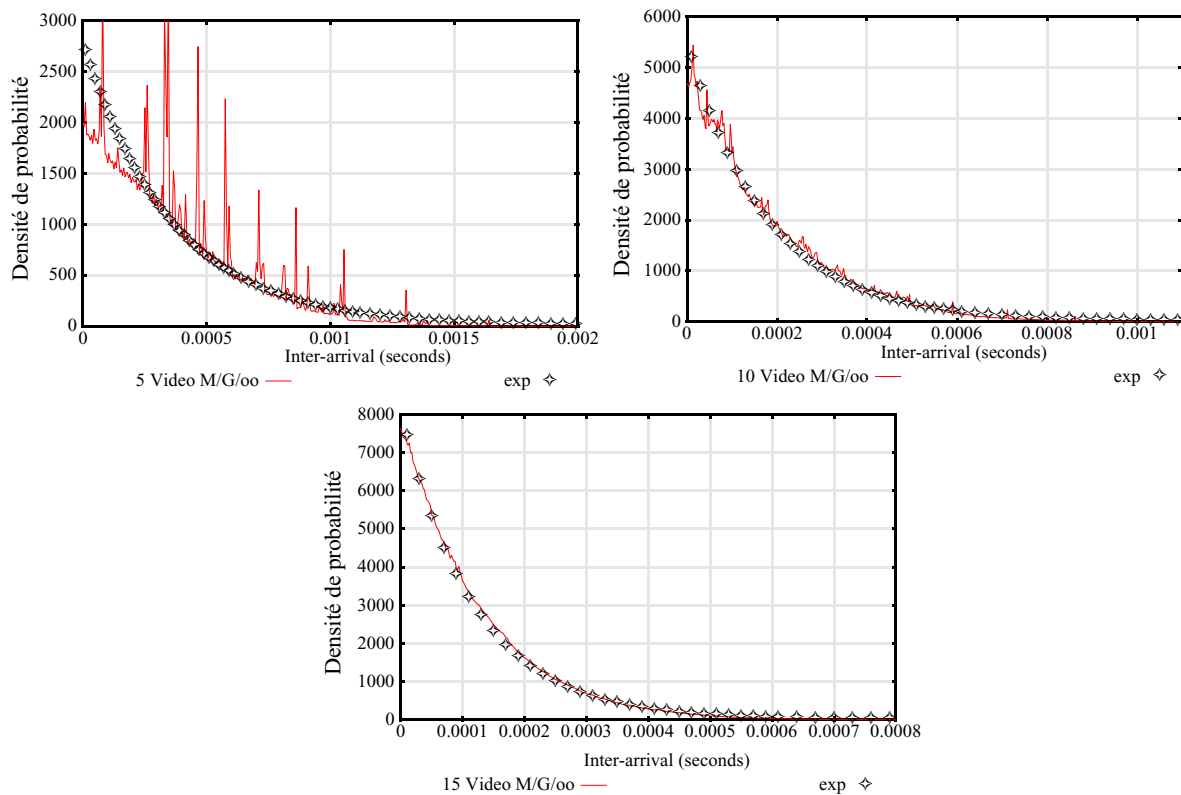 Densité de probabilité
3000
2500
2000
1500
1000
500
0
0 0.0005 0.001 0.0015 0.002
Inter-arrival (seconds)
5 Video M/G/oo exp
Densité de probabilité
6000
5000
4000
3000
2000
1000
0
0 0.0002 0.0004 0.0006 0.0008 0.001
Inter-arrival (seconds)
10 Video M/G/oo exp
Densité de probabilité
8000
7000
6000
5000
4000
3000
2000
1000
0
0 0.0001 0.0002 0.0003 0.0004 0.0005 0.0006 0.0007 0.0008
Inter-arrival (seconds)
15 Video M/G/oo exp